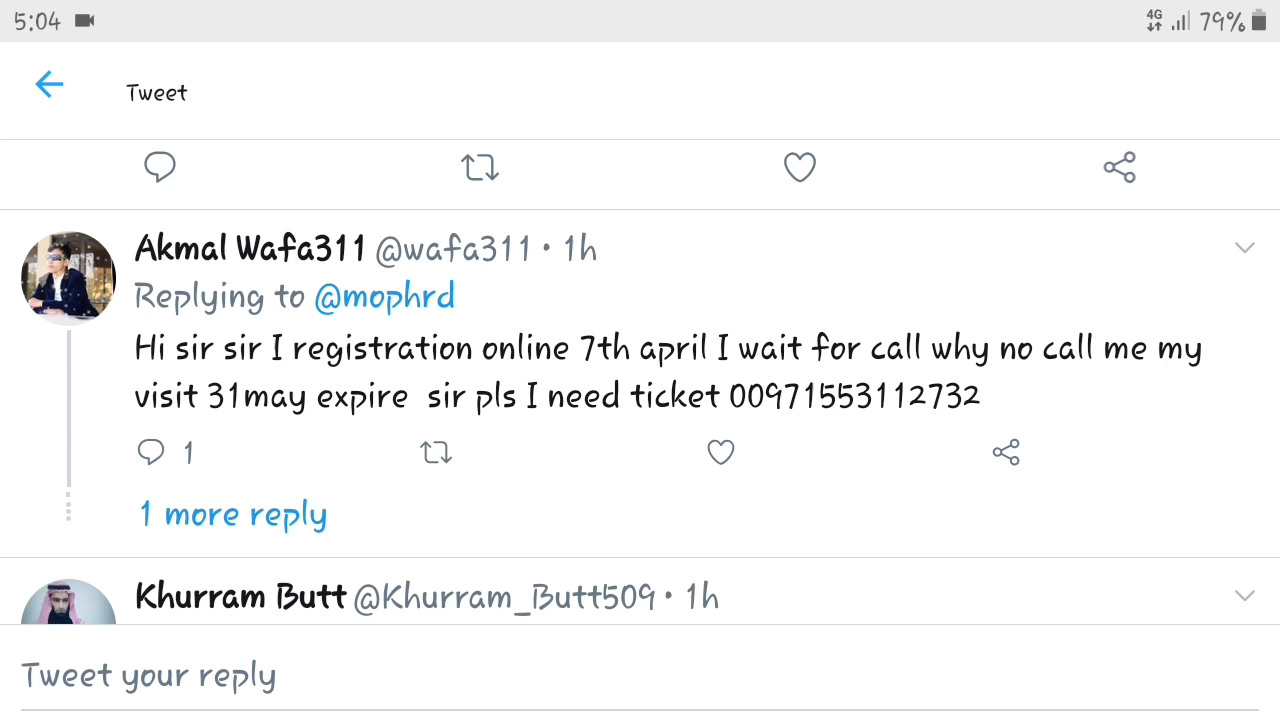 5:04 4G 79%
Tweet
Akmal Wafa311 @wafa311 • 1h
Replying to @mophrd
Hi sir sir I registration online 7th april I wait for call why no call me my
visit 31may expire sir pls I need ticket 00971553112732
1
1 more reply
Khurram Butt @Khurram_Butt509 • 1h
Tweet your reply